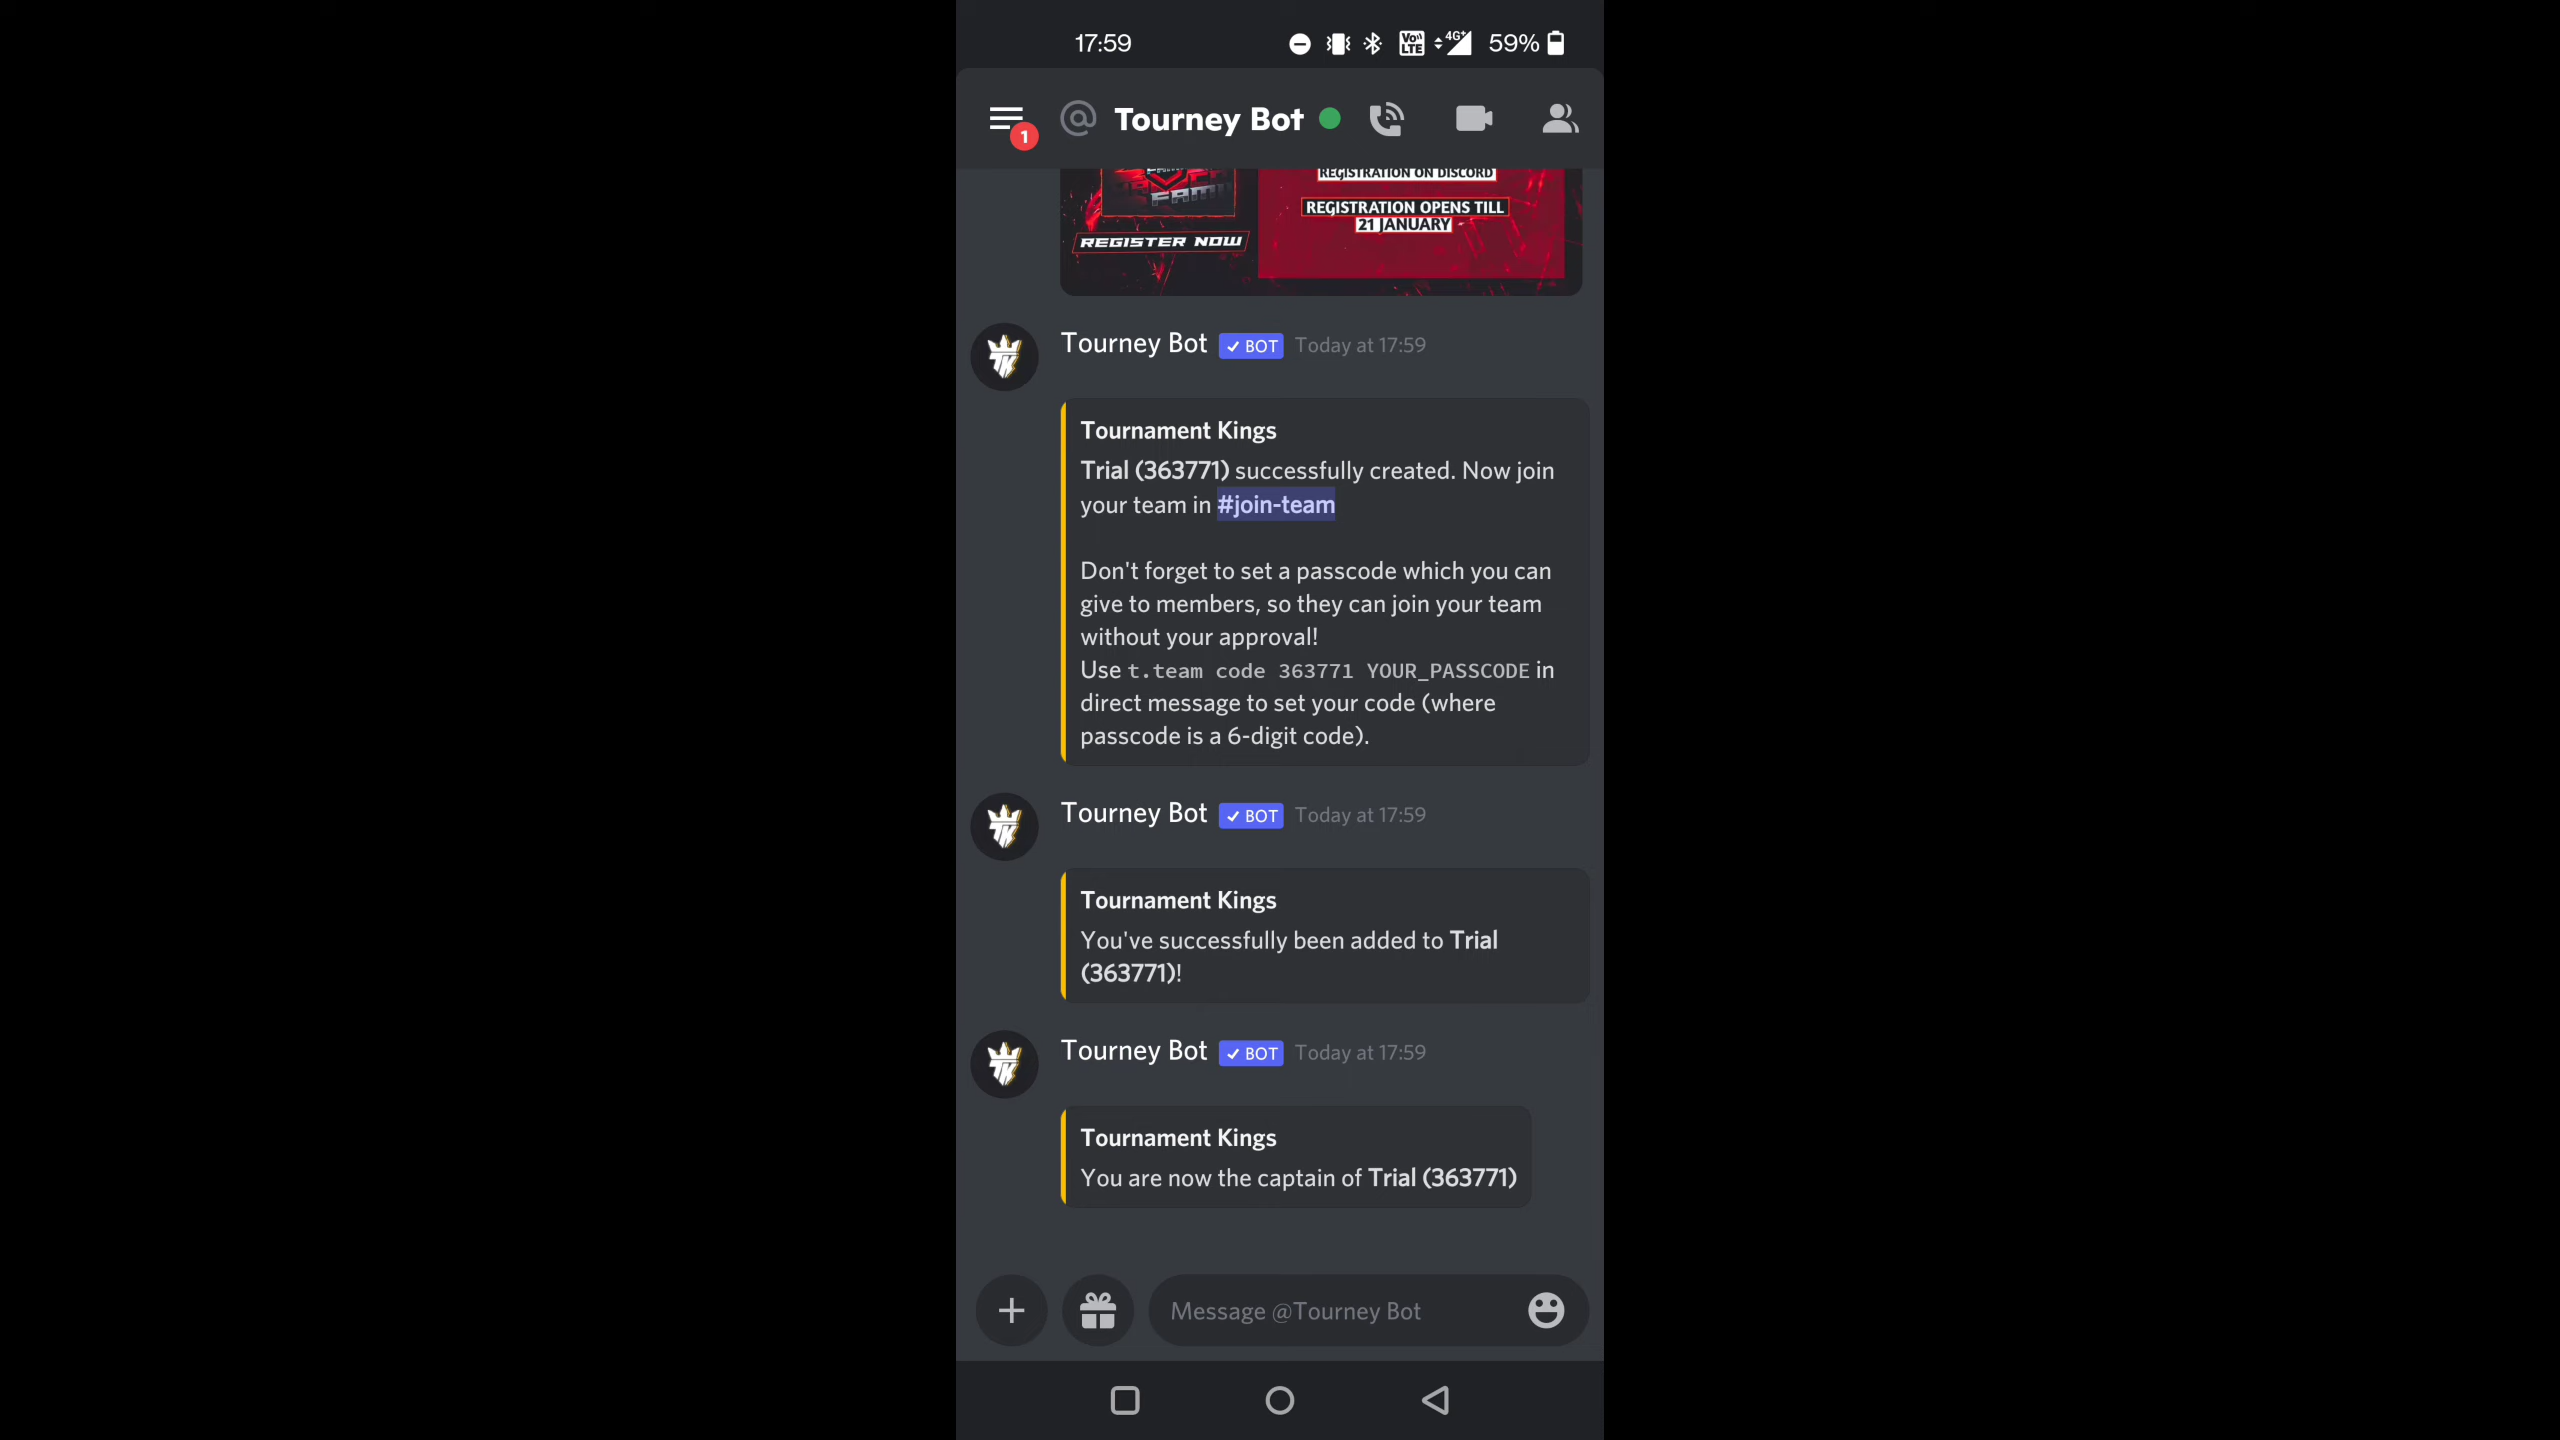 17:59
Vo)) LTE
4G+
59%
1
Tourney Bot
REGISTRATION ON DISCORD
REGISTRATION OPENS TILL
21 JANUARY
REGISTER NOW
Tourney Bot ✓ BOT Today at 17:59
Tournament Kings
Trial (363771) successfully created. Now join
your team in #join-team
Don't forget to set a passcode which you can
give to members, so they can join your team
without your approval!
Use t.team code 363771 YOUR_PASSCODE in
direct message to set your code (where
passcode is a 6-digit code).
Tourney Bot ✓ BOT Today at 17:59
Tournament Kings
You've successfully been added to Trial
(363771)!
Tourney Bot ✓ BOT Today at 17:59
Tournament Kings
You are now the captain of Trial (363771)
Message @Tourney Bot